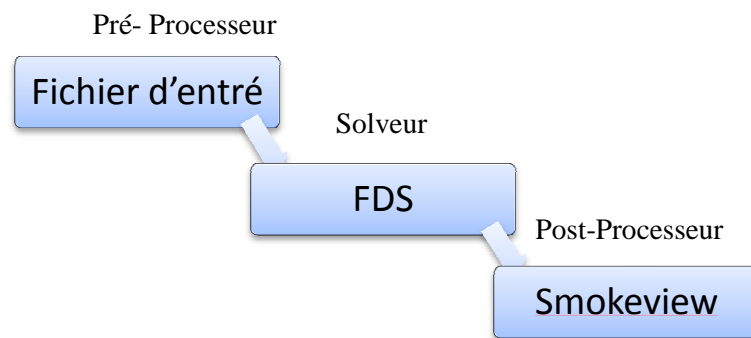 Pré- Processeur
Fichier d’entré
Solveur
FDS
Post-Processeur
Smokeview